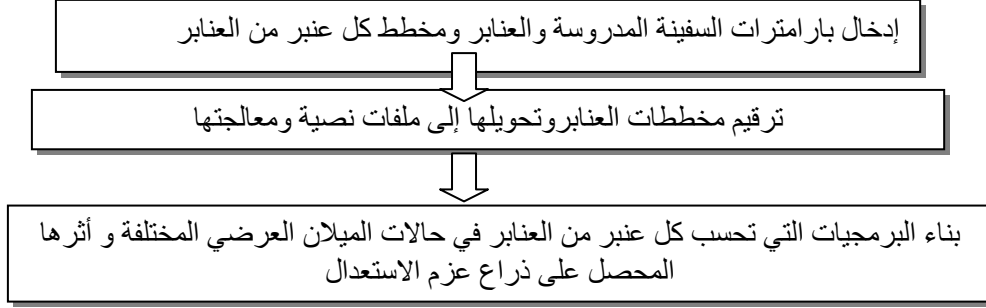 إدخال بارامترات السفينة المدروسة والعنابر ومخطط كل عنبر من العنابر
ترقيم مخططات العنابروتحويلها إلى ملفات نصية ومعالجتها
بناء البرمجيات التي تحسب كل عنبر من العنابر في حالات الميلان العرضي المختلفة و أثرها
المحصل على ذراع عزم الاستعدال